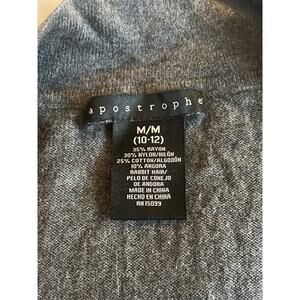 apostrophe
M/M
(10-12)
35% RAYON
30% NYLON/NILÓN
25% COTTON/ALGODÓN
10% ANGORA
RABBIT HAIR/
PELO DE CONEJO
DE ANGORA
MADE IN CHINA
HECHO EN CHINA
RN 15099